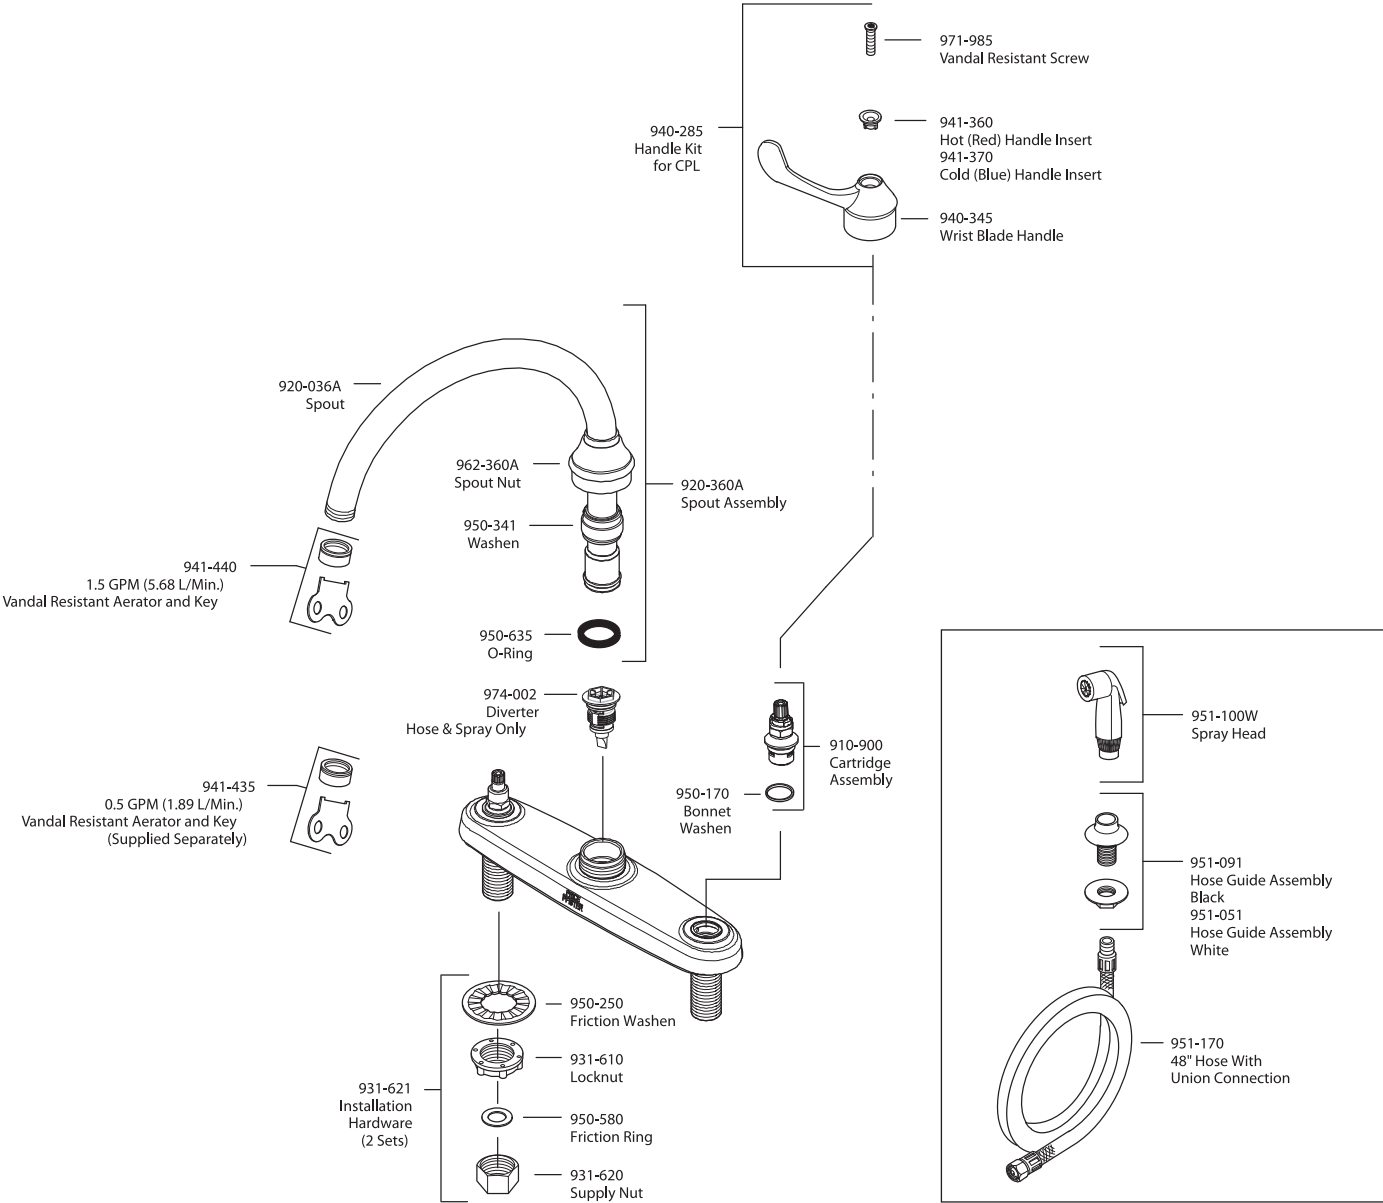 971-985
Vandal Resistant Screw
941-360
Hot (Red) Handle Insert
941-370
Cold (Blue) Handle Insert
940-285
Handle Kit
for CPL
940-345
Wrist Blade Handle
920-036A
Spout
962-360A
Spout Nut
920-360A
Spout Assembly
950-341
Washen
941-440
1.5 GPM (5.68 L/Min.)
Vandal Resistant Aerator and Key
950-635
O-Ring
974-002
Diverter
Hose & Spray Only
910-900
Cartridge
Assembly
950-170
Bonnet
Washen
941-435
0.5 GPM (1.89 L/Min.)
Vandal Resistant Aerator and Key
(Supplied Separately)
PRICE
PFISTER
950-250
Friction Washen
931-610
Locknut
931-621
Installation
Hardware
(2 Sets)
950-580
Friction Ring
931-620
Supply Nut
951-100W
Spray Head
951-091
Hose Guide Assembly
Black
951-051
Hose Guide Assembly
White
951-170
48" Hose With
Union Connection